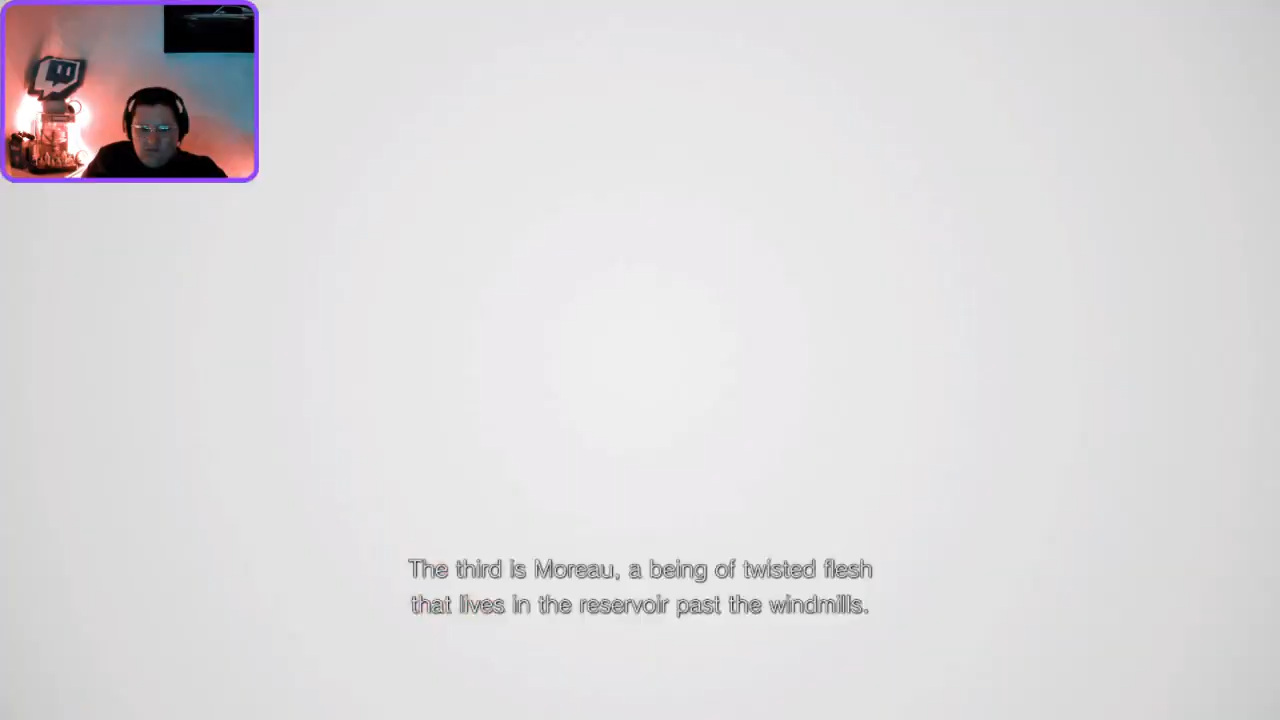 The third is Moreau, a being of twisted flesh
that lives in the reservoir past the windmills.